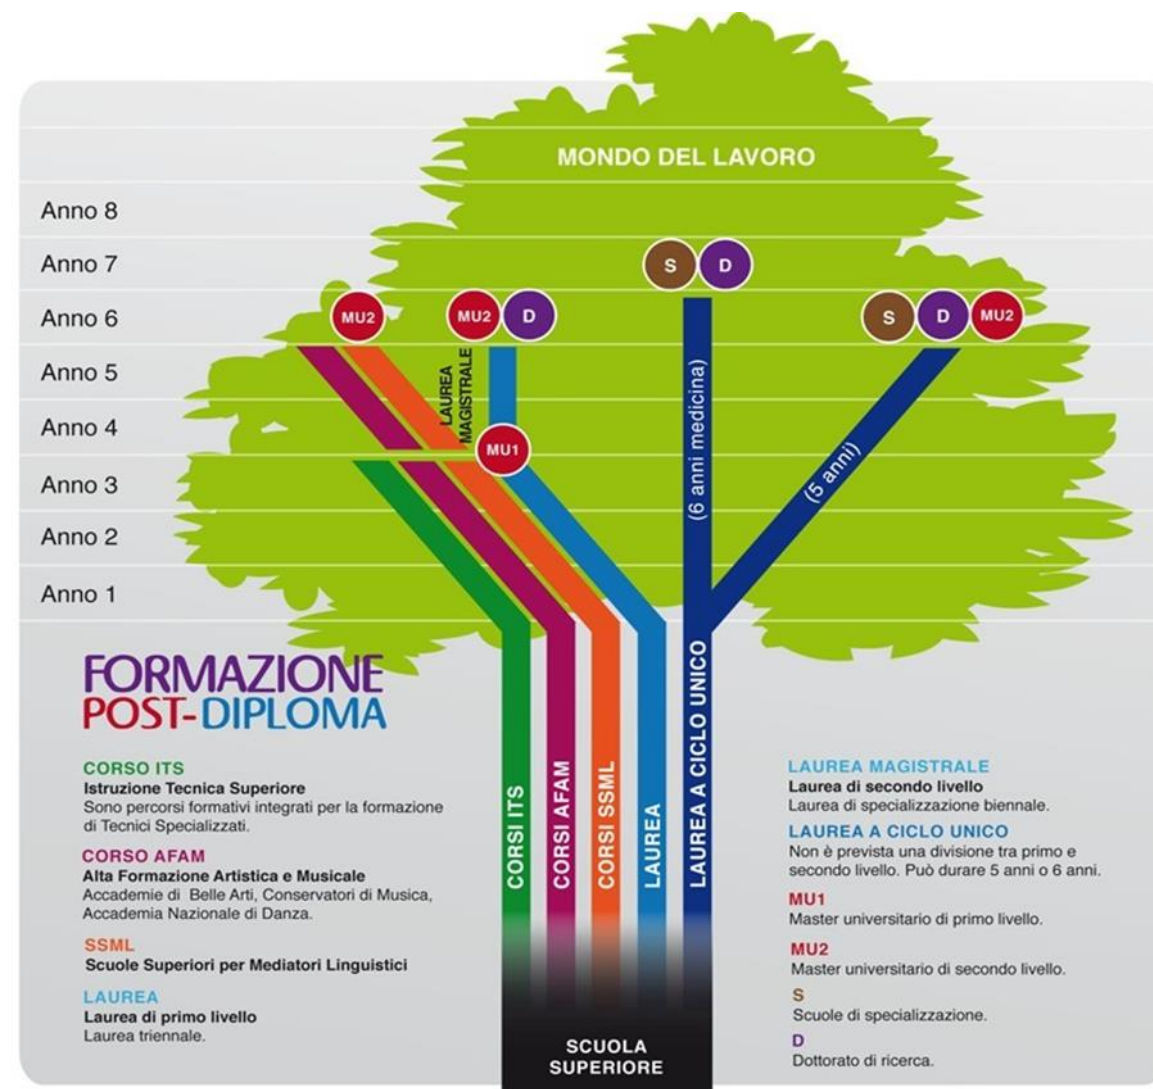 MONDO DEL LAVORO
Anno 8
Anno 7
S
D
Anno 6
MU2
MU2
D
S
D
MU2
Anno 5
LAUREA
MAGISTRALE
Anno 4
MU1
(6 anni medicina)
(5 anni)
Anno 3
Anno 2
Anno 1
FORMAZIONE
POST-DIPLOMA
CORSO ITS
Istruzione Tecnica Superiore
Sono percorsi formativi integrati per la formazione
di Tecnici Specializzati.
CORSO AFAM
Alta Formazione Artistica e Musicale
Accademie di Belle Arti, Conservatori di Musica,
Accademia Nazionale di Danza.
SSML
Scuole Superiori per Mediatori Linguistici
LAUREA
Laurea di primo livello
Laurea triennale.
CORSI ITS
CORSI AFAM
CORSI SSML
LAUREA
LAUREA A CICLO UNICO
SCUOLA
SUPERIORE
LAUREA MAGISTRALE
Laurea di secondo livello
Laurea di specializzazione biennale.
LAUREA A CICLO UNICO
Non è prevista una divisione tra primo e
secondo livello. Può durare 5 anni o 6 anni.
MU1
Master universitario di primo livello.
MU2
Master universitario di secondo livello.
S
Scuole di specializzazione.
D
Dottorato di ricerca.